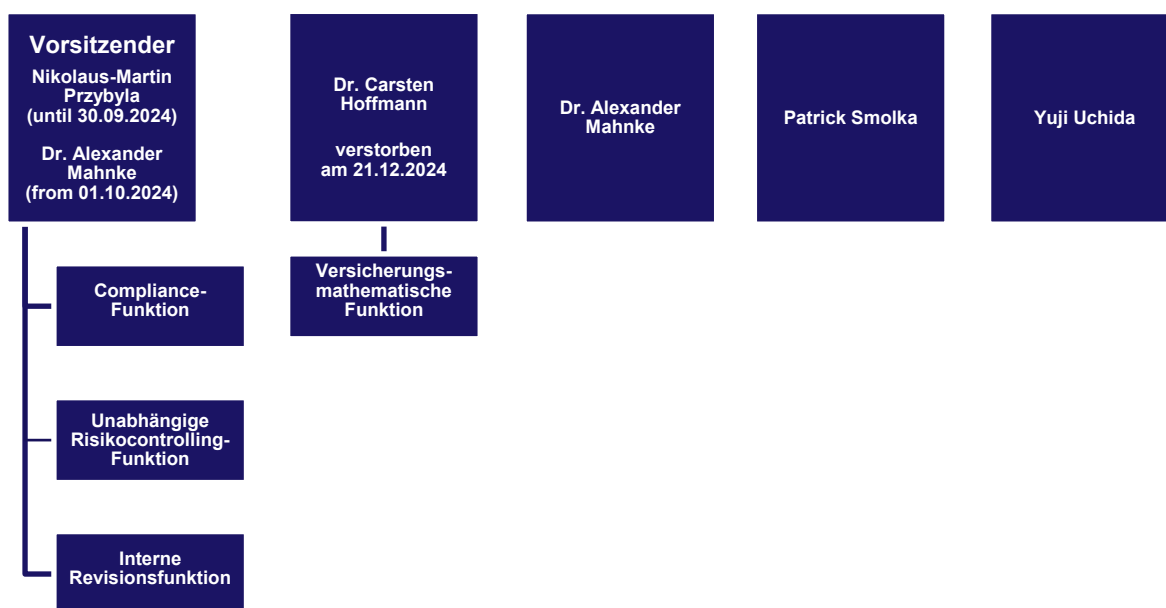 Vorsitzender
Nikolaus-Martin
Przybyla
(until 30.09.2024)
Dr. Alexander
Mahnke
(from 01.10.2024)
Dr. Carsten
Hoffmann
verstorben
am 21.12.2024
Dr. Alexander
Mahnke
Patrick Smolka
Yuji Uchida
Compliance-
Funktion
Unabhängige
Risikocontrolling-
Funktion
Interne
Revisionsfunktion
Versicherungs-
mathematische
Funktion